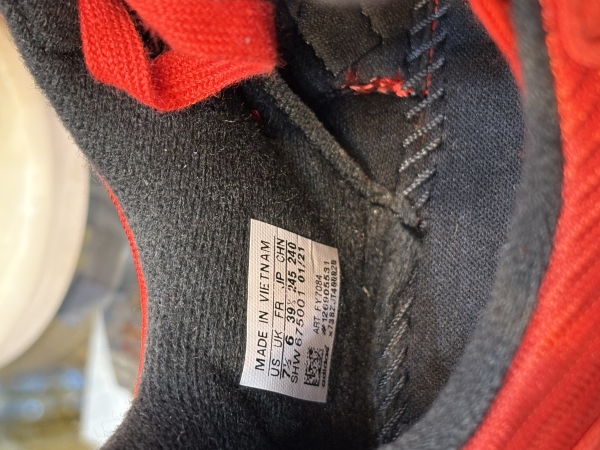 MADE IN VIETNAM
US UK FR JP CHN
7½ 6 39⅓ 245 240
SHW 675001 01/21
ART FY7084